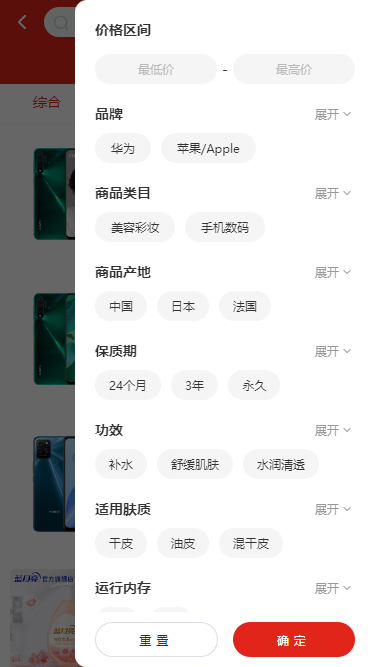 价格区间
最低价 - 最高价
品牌 展开
华为 苹果/Apple
综合
商品类目 展开
美容彩妆 手机数码
商品产地 展开
中国 日本 法国
保质期 展开
24个月 3年 永久
功效 展开
补水 舒缓肌肤 水润清透
适用肤质 展开
干皮 油皮 混干皮
运行内存 展开
重置 确定